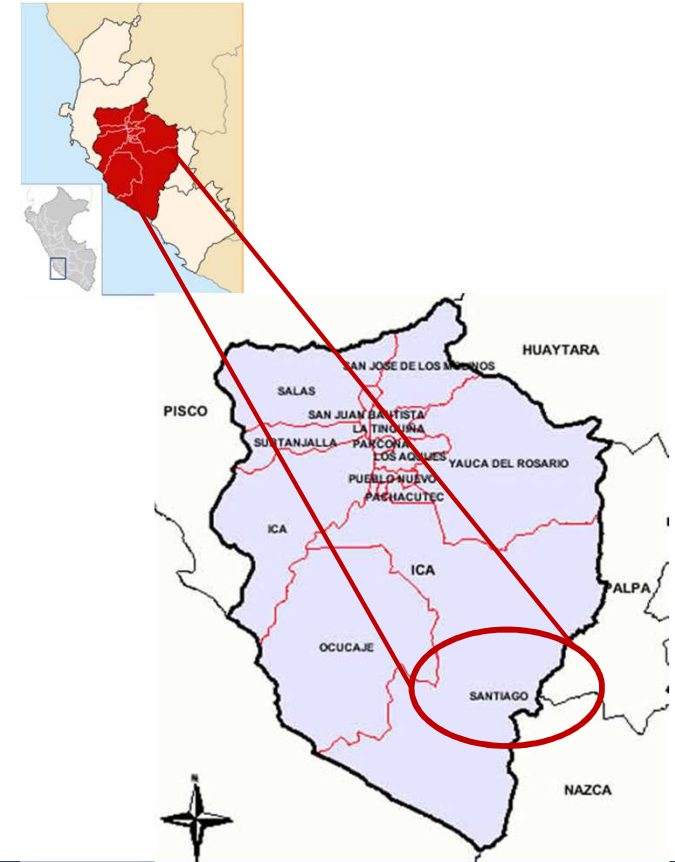 HUAYTARA
SAN JOSE DE LOS MOLINOS
SALAS
PISCO
SAN JUAN BAUTISTA
LA TINGUIÑA
SUBTANJALLA
PARCONA
LOS AQUIJES
YAUCA DEL ROSARIO
PUEBLO NUEVO
PACHACUTEC
ICA
ICA
PALPA
OCUCAJE
SANTIAGO
NAZCA
N